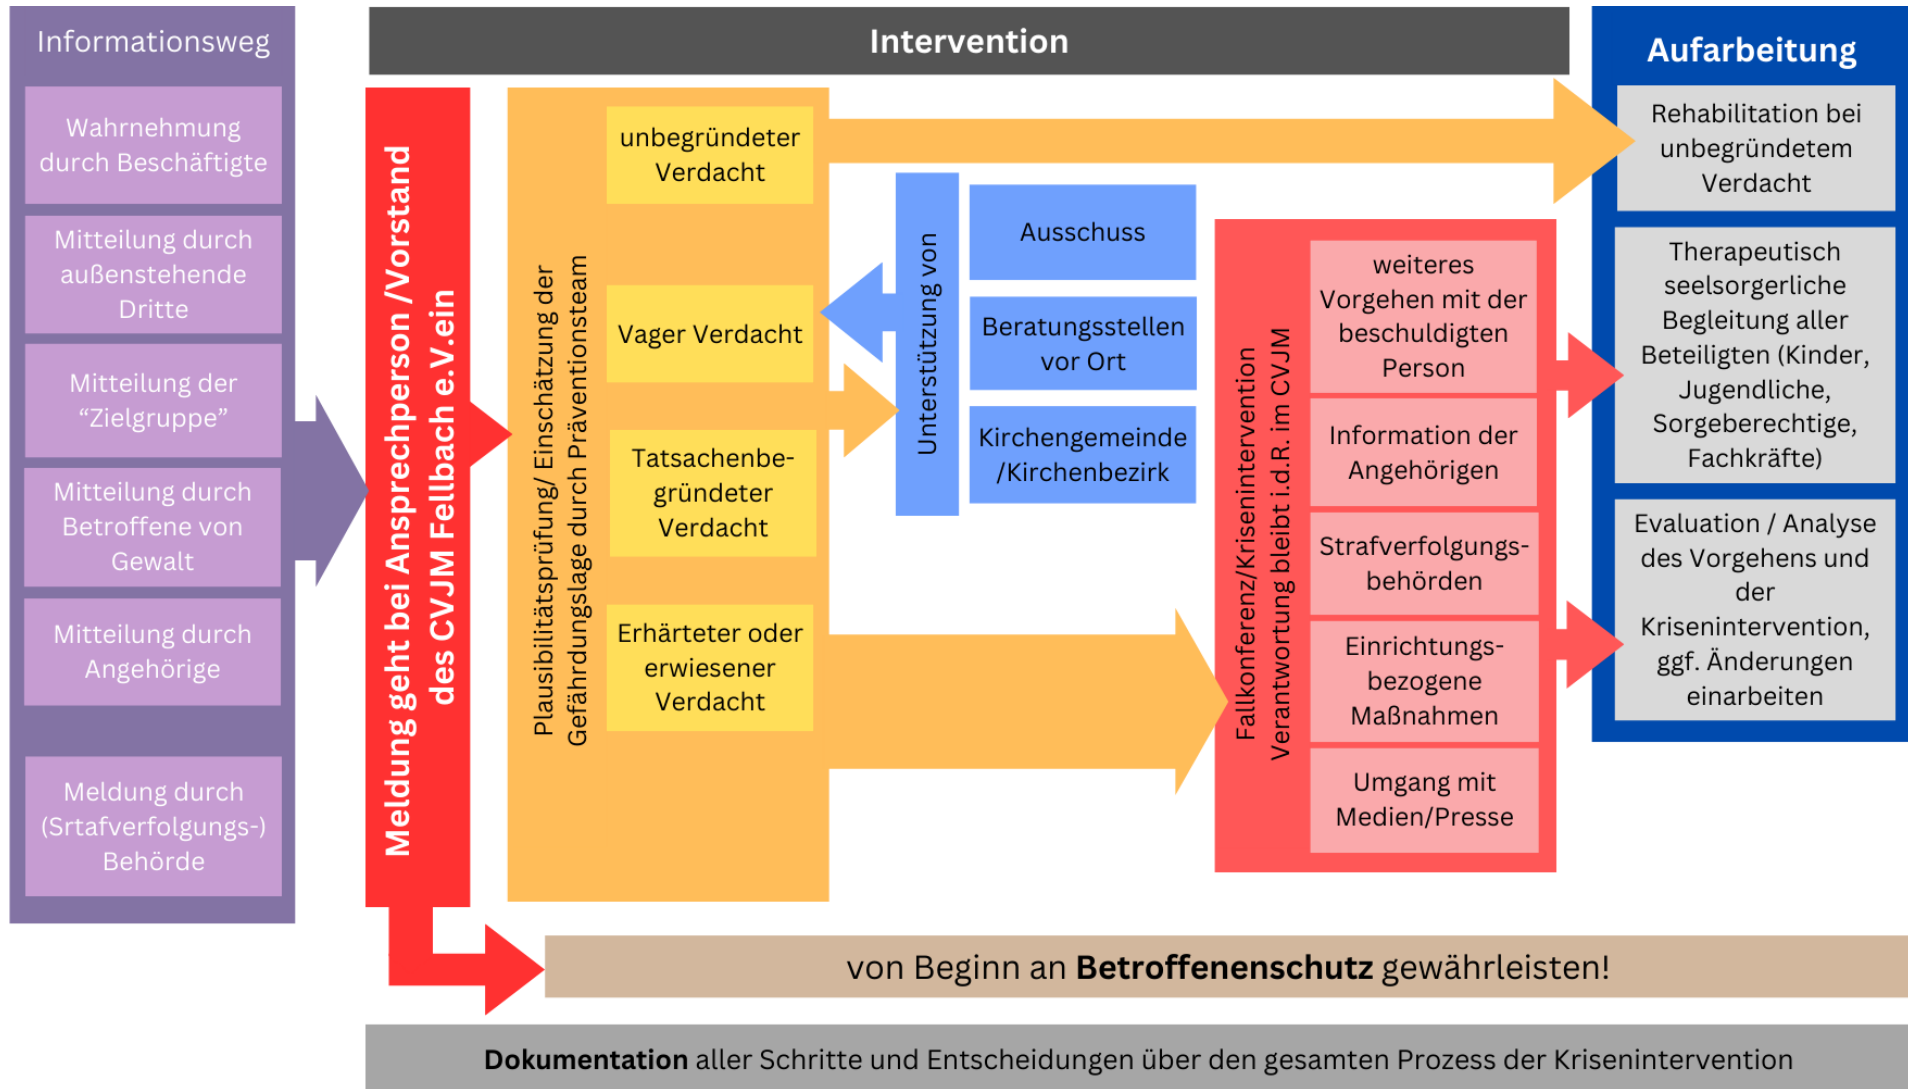 Informationsweg
Wahrnehmung
durch Beschäftigte
Mitteilung durch
außenstehende
Dritte
Mitteilung der
“Zielgruppe”
Mitteilung durch
Betroffene von
Gewalt
Mitteilung durch
Angehörige
Meldung durch
(Srtafverfolgungs-)
Behörde
Intervention
Meldung geht bei Ansprechperson /Vorstand
des CVJM Fellbach e.V.ein
Plausibilitätsprüfung/ Einschätzung der
Gefährdungslage durch Präventionsteam
unbegründeter
Verdacht
Vager Verdacht
Tatsachenbe-
gründeter
Verdacht
Erhärteter oder
erwiesener
Verdacht
Unterstützung von
Ausschuss
Beratungsstellen
vor Ort
Kirchengemeinde
/Kirchenbezirk
Fallkonferenz/Krisenintervention
Verantwortung bleibt i.d.R. im CVJM
weiteres
Vorgehen mit der
beschuldigten
Person
Information der
Angehörigen
Strafverfolgungs-
behörden
Einrichtungs-
bezogene
Maßnahmen
Umgang mit
Medien/Presse
Aufarbeitung
Rehabilitation bei
unbegründetem
Verdacht
Therapeutisch
seelsorgerliche
Begleitung aller
Beteiligten (Kinder,
Jugendliche,
Sorgeberechtige,
Fachkräfte)
Evaluation / Analyse
des Vorgehens und
der
Krisenintervention,
ggf. Änderungen
einarbeiten
von Beginn an Betroffenenschutz gewährleisten!
Dokumentation aller Schritte und Entscheidungen über den gesamten Prozess der Krisenintervention